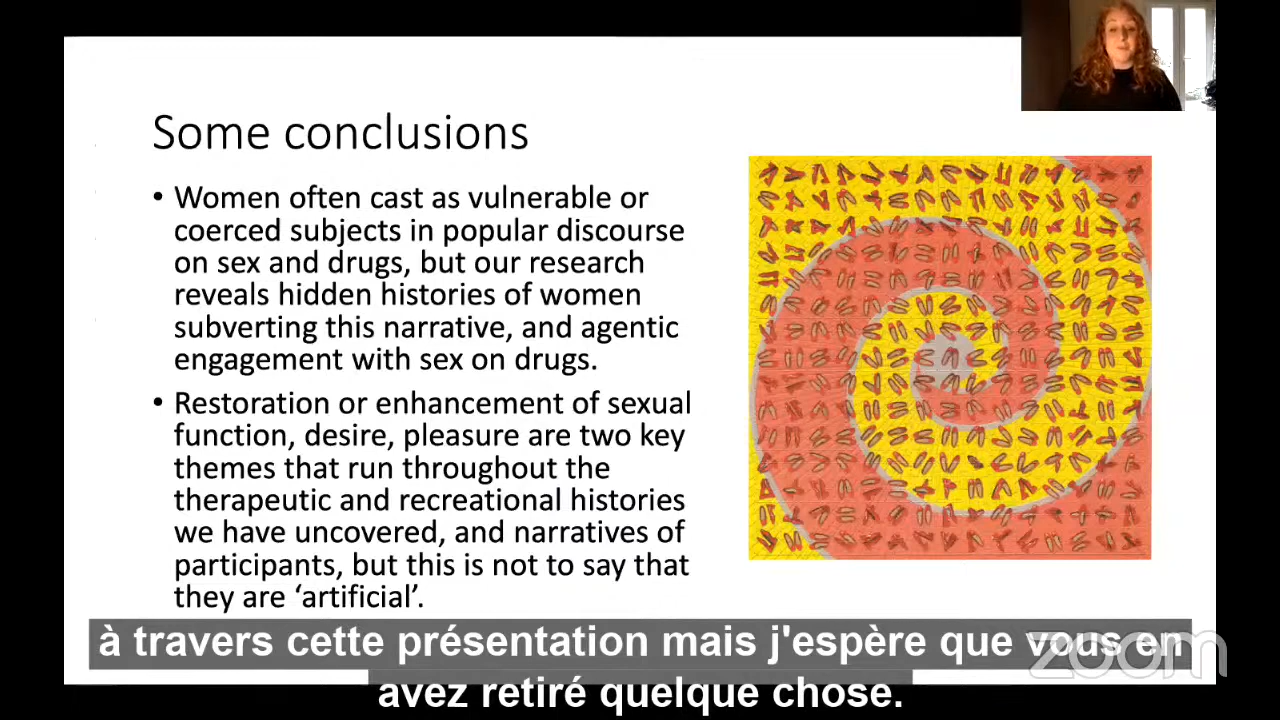 Some conclusions
• Women often cast as vulnerable or
coerced subjects in popular discourse
on sex and drugs, but our research
reveals hidden histories of women
subverting this narrative, and agentic
engagement with sex on drugs.
• Restoration or enhancement of sexual
function, desire, pleasure are two key
themes that run throughout the
therapeutic and recreational histories
we have uncovered, and narratives of
participants, but this is not to say that
they are ‘artificial’.
à travers cette présentation mais j'espère que vous en
avez retiré quelque chose.
zoom